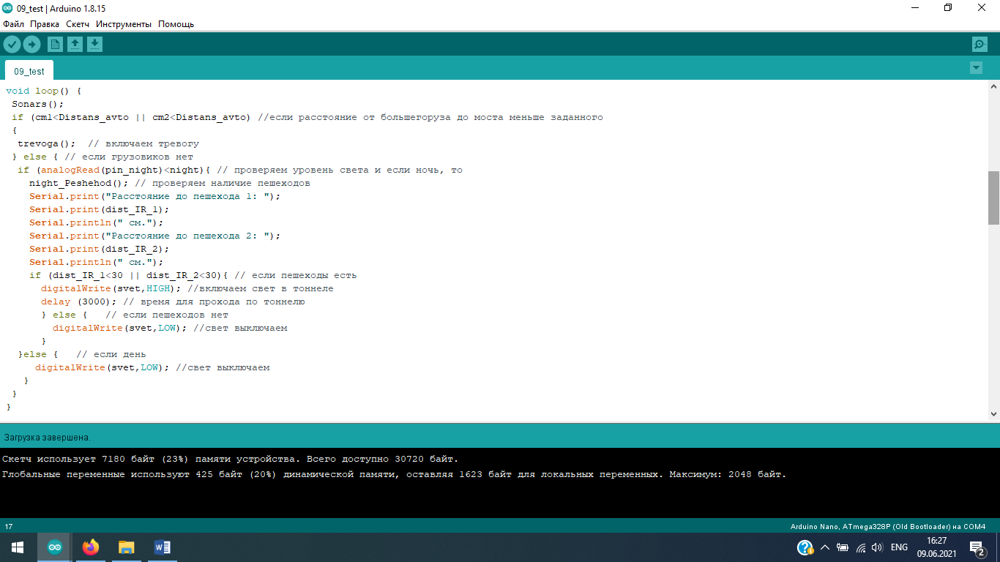 09_test | Arduino 1.8.15
Файл Правка Скетч Инструменты Помощь
09_test
void loop() {
Sonars();
if (cm1<Distans_avto || cm2<Distans_avto) //если расстояние от большегоруза до моста меньше заданного
{
trevoga(); // включаем тревогу
} else { // если грузовиков нет
if (analogRead(pin_night)<night){ // проверяем уровень света и если ночь, то
night_Peshehod(); // проверяем наличие пешеходов
Serial.print("Расстояние до пешехода 1: ");
Serial.print(dist_IR_1);
Serial.println(" см.");
Serial.print("Расстояние до пешехода 2: ");
Serial.print(dist_IR_2);
Serial.println(" см.");
if (dist_IR_1<30 || dist_IR_2<30){ // если пешеходы есть
digitalWrite(svet,HIGH); //включаем свет в тоннеле
delay (3000); // время для прохода по тоннелю
} else { // если пешеходов нет
digitalWrite(svet,LOW); //свет выключаем
}
}else { // если день
digitalWrite(svet,LOW); //свет выключаем
}
}
}
Загрузка завершена.
Скетч использует 7180 байт (23%) памяти устройства. Всего доступно 30720 байт.
Глобальные переменные используют 425 байт (20%) динамической памяти, оставляя 1623 байт для локальных переменных. Максимум: 2048 байт.
17
Arduino Nano, ATmega328P (Old Bootloader) на COM4
ENG
16:27
09.06.2021
2